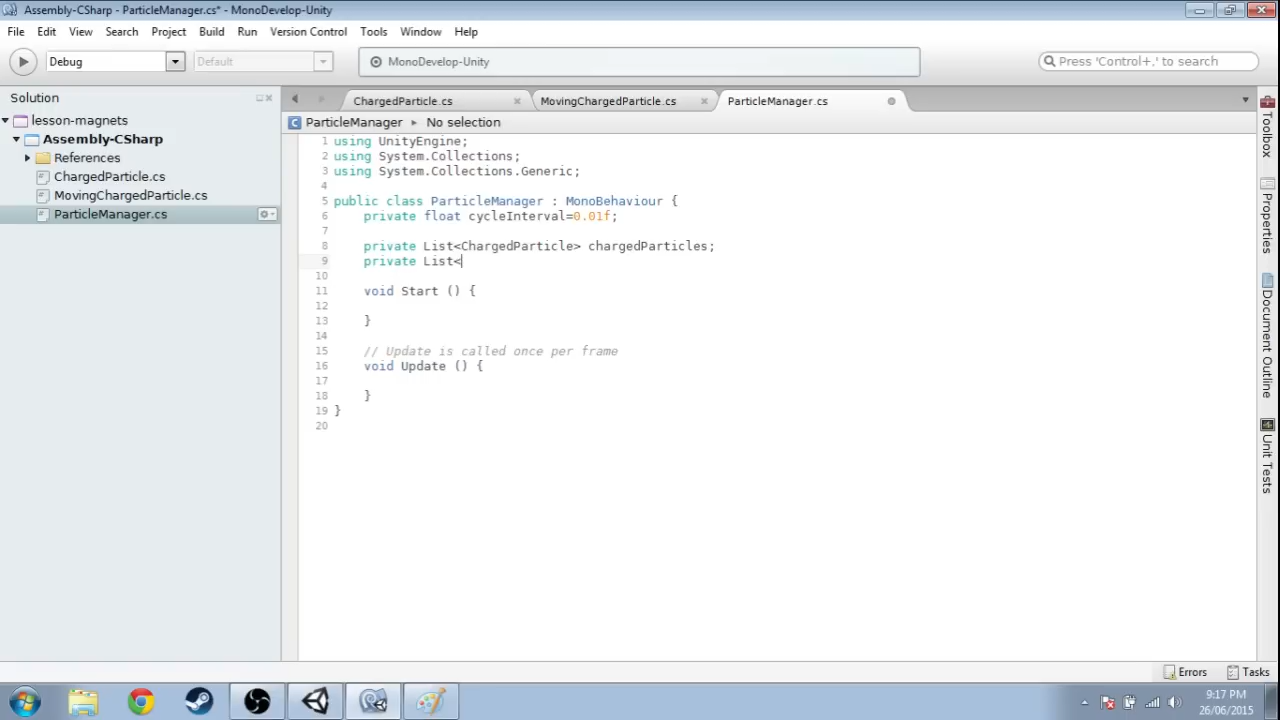 Assembly-CSharp - ParticleManager.cs* - MonoDevelop-Unity
File Edit View Search Project Build Run Version Control Tools Window Help
Debug Default MonoDevelop-Unity Press 'Control+,' to search
Solution
lesson-magnets
Assembly-CSharp
References
ChargedParticle.cs
MovingChargedParticle.cs
ParticleManager.cs
ChargedParticle.cs MovingChargedParticle.cs ParticleManager.cs
ParticleManager No selection
1 using UnityEngine;
2 using System.Collections;
3 using System.Collections.Generic;
4
5 public class ParticleManager : MonoBehaviour {
6 private float cycleInterval=0.01f;
7
8 private List<ChargedParticle> chargedParticles;
9 private List<
10
11 void Start () {
12
13 }
14
15 // Update is called once per frame
16 void Update () {
17
18 }
19 }
20
Toolbox
Properties
Document Outline
Unit Tests
Errors Tasks
9:17 PM
26/06/2015